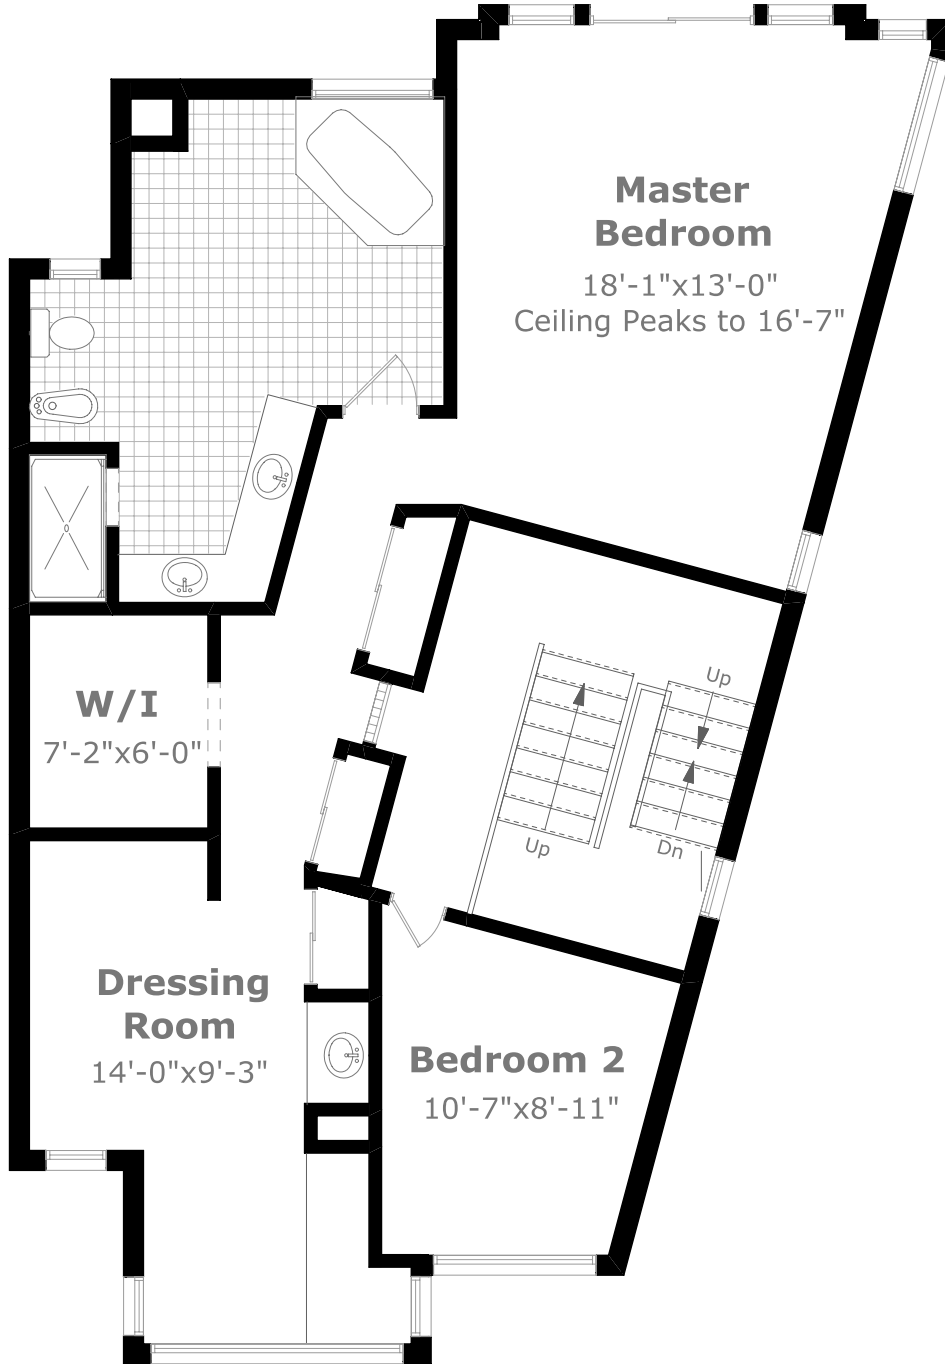 Master
Bedroom
18'-1"x13'-0"
Ceiling Peaks to 16'-7"
W/I
7'-2"x6'-0"
Up
Up
Dn
Dressing
Room
14'-0"x9'-3"
Bedroom 2
10'-7"x8'-11"